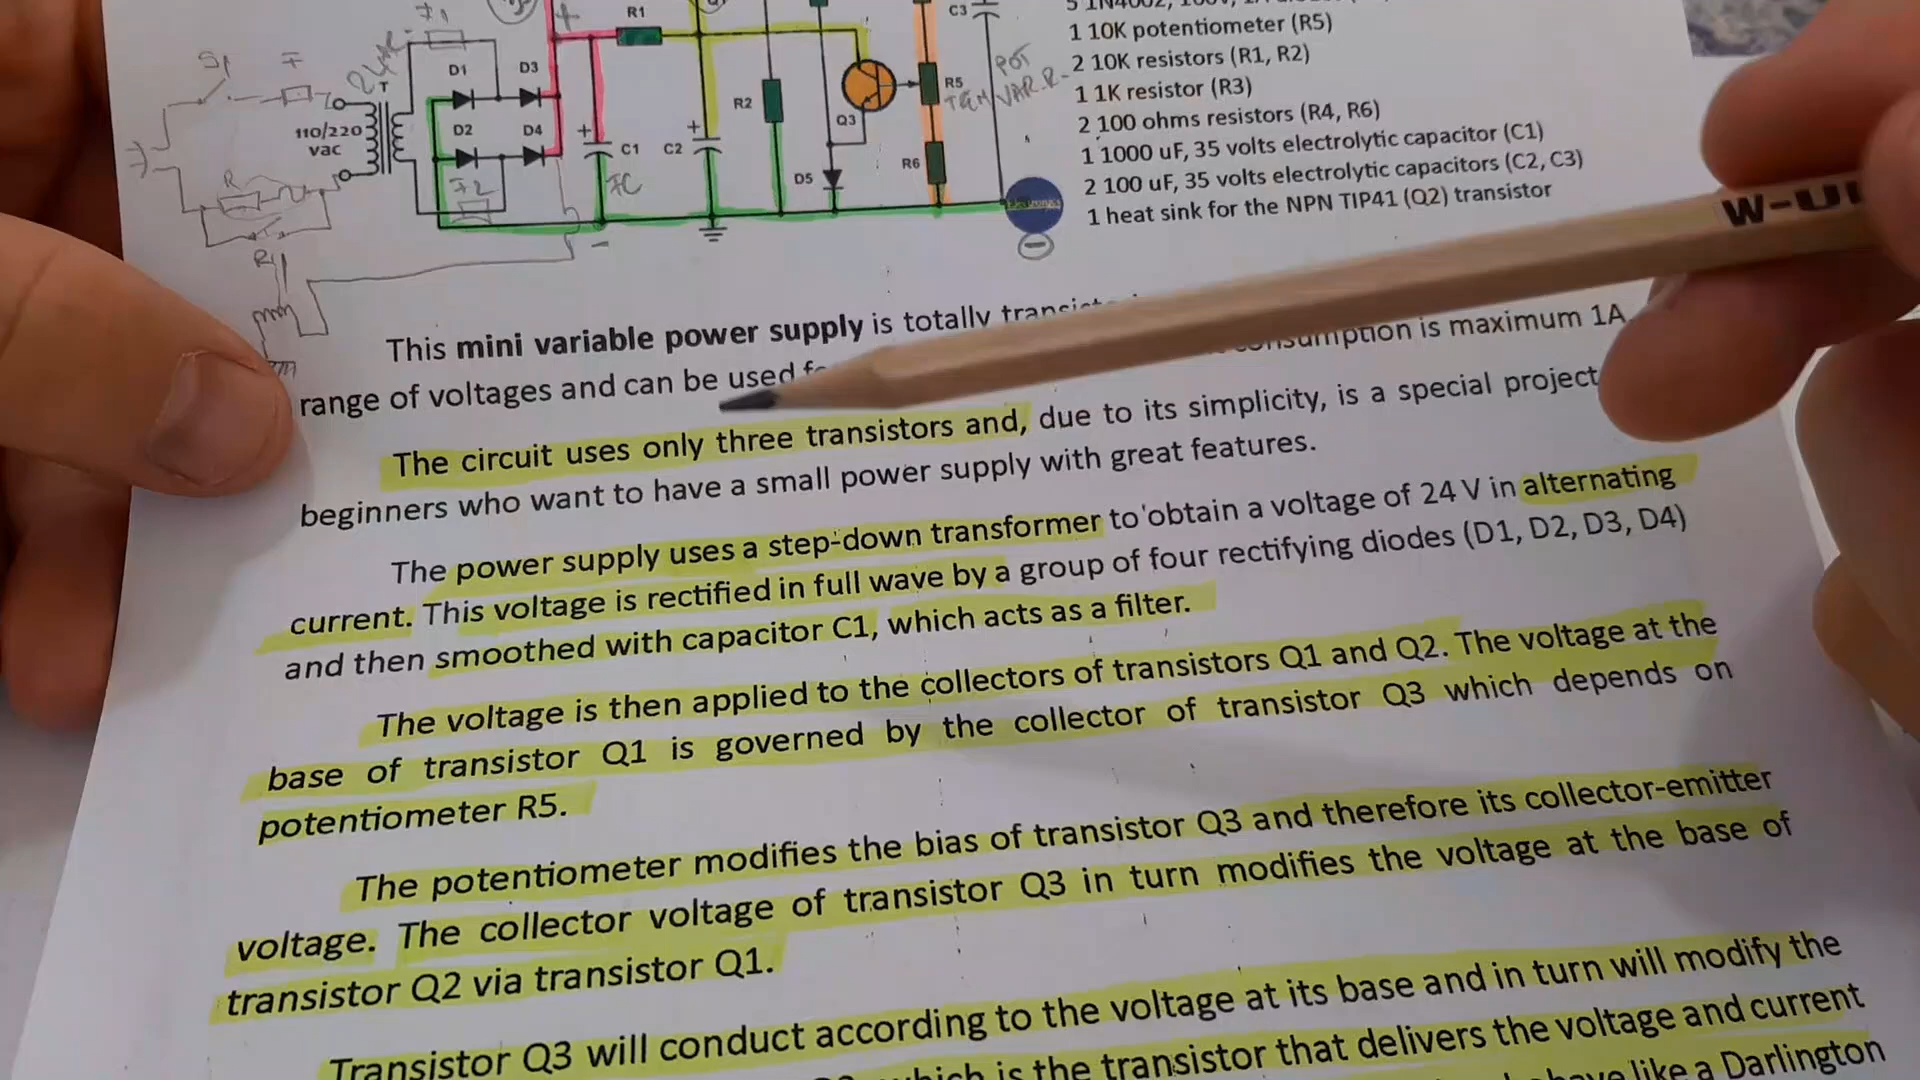 R1
C3
1 10K potentiometer (R5)
2 10K resistors (R1, R2)
1 1K resistor (R3)
2 100 ohms resistors (R4, R6)
1 1000 uF, 35 volts electrolytic capacitor (C1)
2 100 uF, 35 volts electrolytic capacitors (C2, C3)
1 heat sink for the NPN TIP41 (Q2) transistor
S1
F
T
110/220
vac
D1
D3
D2
D4
+
C1
+
C2
R2
Q3
D5
R5
R6
POT
VAR.R
W-U
This mini variable power supply is totally consumption is maximum 1A
range of voltages and can be used
The circuit uses only three transistors and, due to its simplicity, is a special project
beginners who want to have a small power supply with great features.
The power supply uses a step-down transformer to obtain a voltage of 24 V in alternating
current. This voltage is rectified in full wave by a group of four rectifying diodes (D1, D2, D3, D4)
and then smoothed with capacitor C1, which acts as a filter.
The voltage is then applied to the collectors of transistors Q1 and Q2. The voltage at the
base of transistor Q1 is governed by the collector of transistor Q3 which depends on
potentiometer R5.
The potentiometer modifies the bias of transistor Q3 and therefore its collector-emitter
voltage. The collector voltage of transistor Q3 in turn modifies the voltage at the base of
transistor Q2 via transistor Q1.
Transistor Q3 will conduct according to the voltage at its base and in turn will modify the
which is the transistor that delivers the voltage and current
like a Darlington